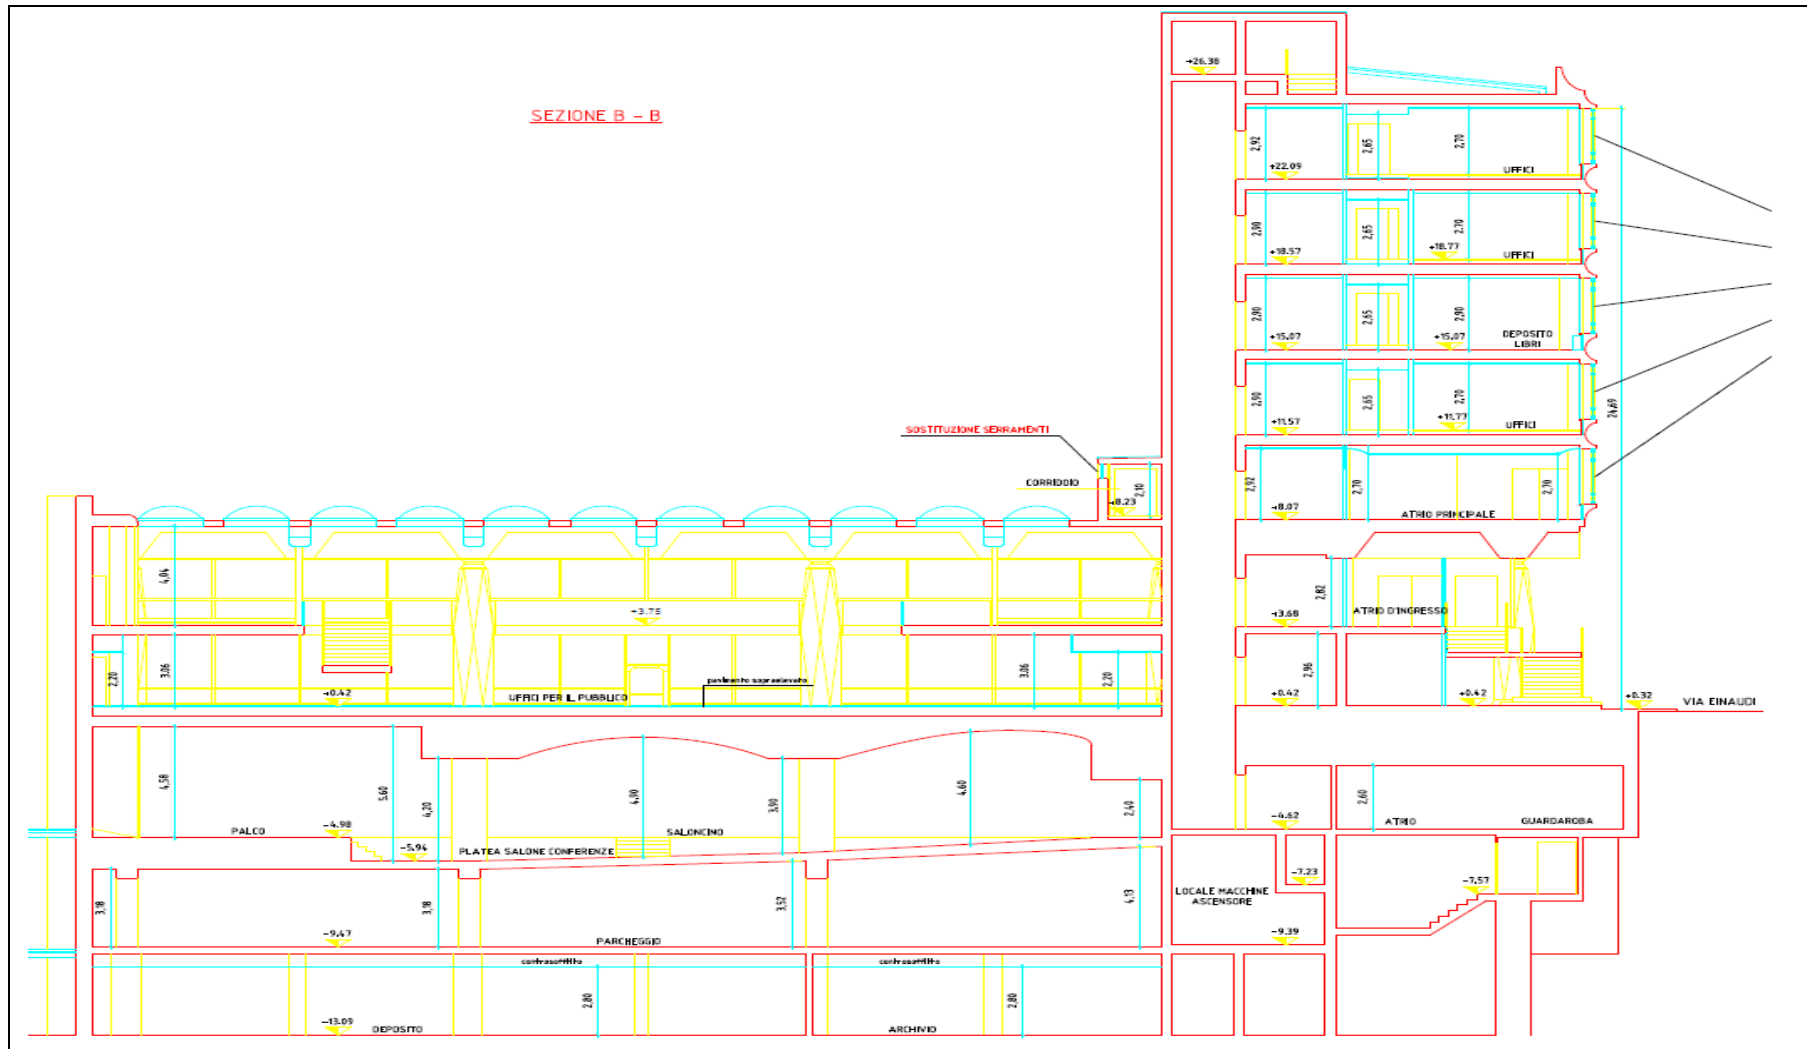 SEZIONE B - B
+26.38
2,92
2,65
2,70
+22.09
UFFICI
2,90
2,65
2,70
+18.57
+18.77
UFFICI
2,90
2,65
2,90
+15.07
+15.07
DEPOSITO
LIBRI
2,90
2,65
2,70
+11.57
+11.77
UFFICI
24,69
SOSTITUZIONE SERRAMENTI
CORRIDOIO
2,10
+8.23
2,92
2,70
2,70
+8.07
ATRIO PRINCIPALE
4,04
+3.75
2,82
+3.68
ATRIO D'INGRESSO
2,20
3,06
3,06
2,20
2,96
pavimento sopraelevato
+0.42
UFFICI PER IL PUBBLICO
+0.42
+0.42
+0.32
VIA EINAUDI
4,58
5,60
4,20
4,90
3,90
4,60
2,40
2,60
PALCO
-4.98
SALONCINO
-4.62
ATRIO
GUARDAROBA
-5.94
PLATEA SALONE CONFERENZE
-7.23
-7.57
LOCALE MACCHINE
ASCENSORE
3,18
3,18
3,52
4,13
-9.47
PARCHEGGIO
-9.39
controsoffitto
controsoffitto
2,80
2,80
-13.09
DEPOSITO
ARCHIVIO